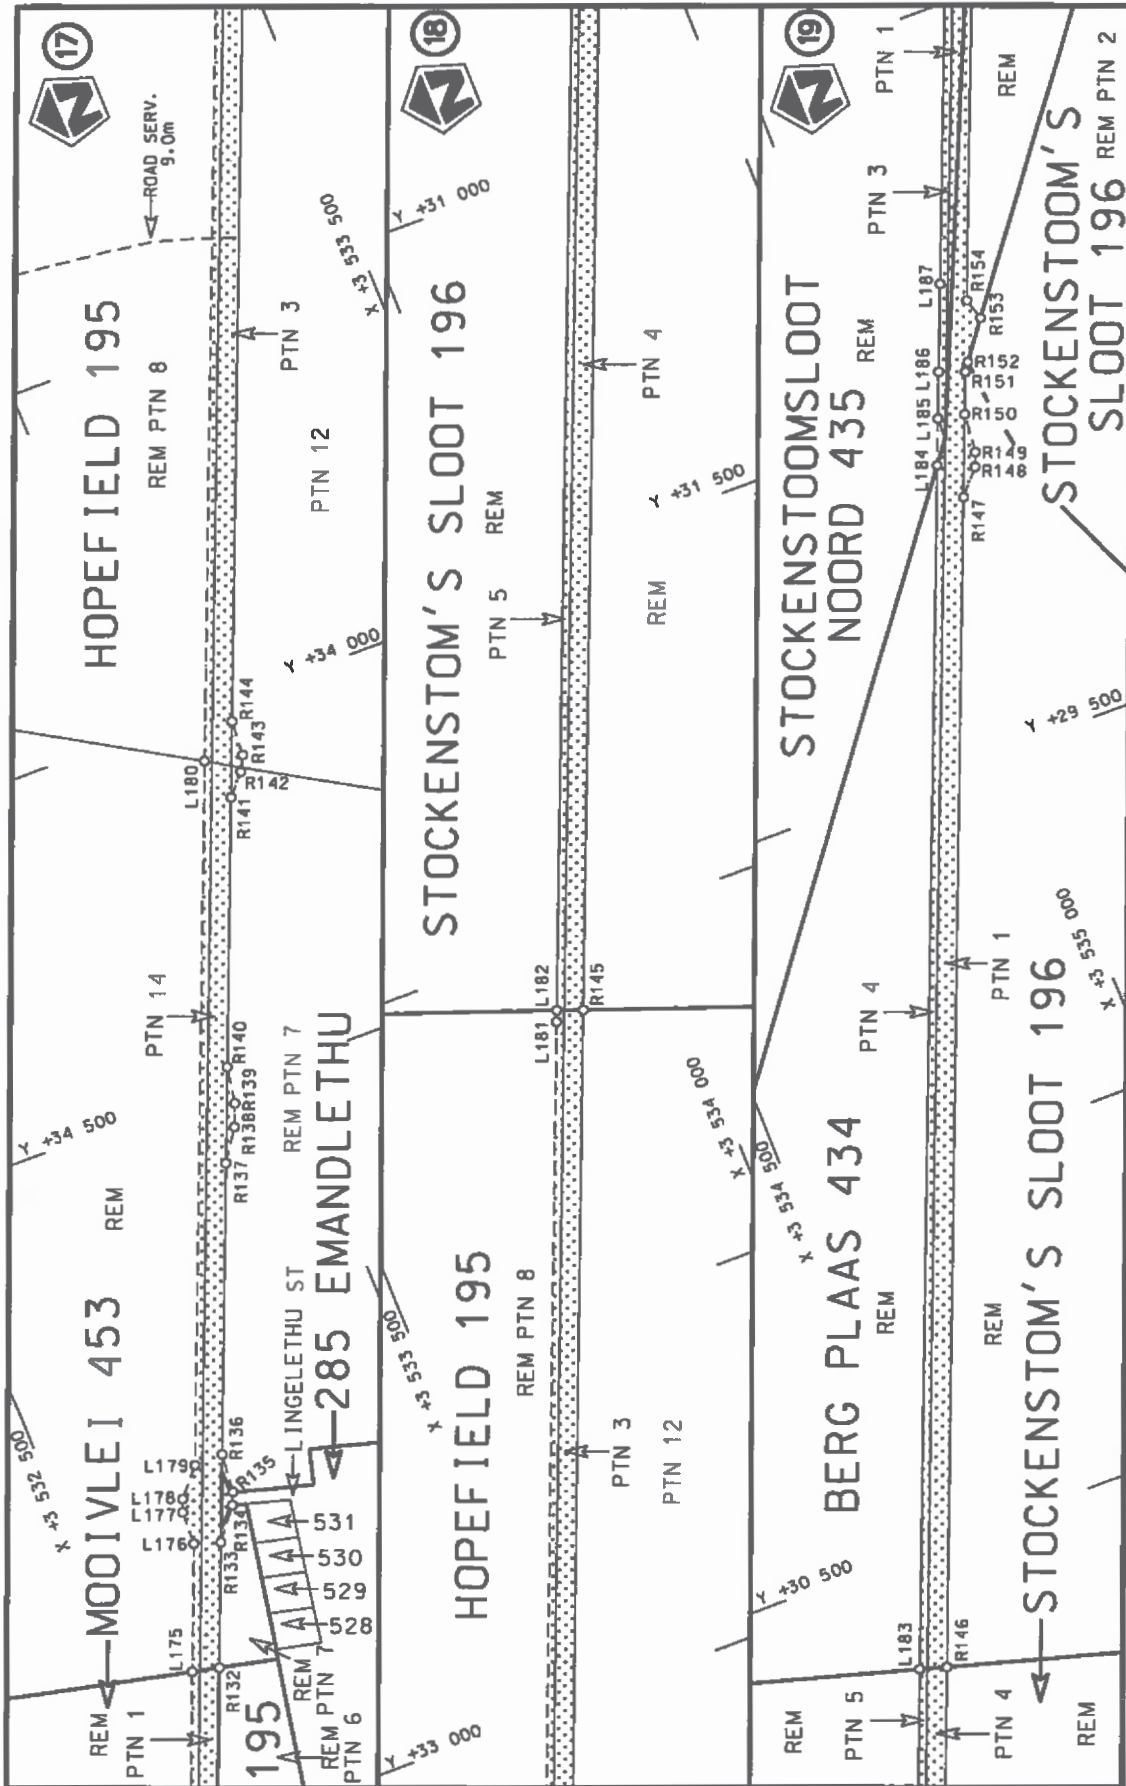 17
N
ROAD SERV.
9.0m
HOPEFIELD 195
REM PTN 8
PTN 3
PTN 12
X +3 533 500
Y +34 000
L180
R144
R143
R142
R141
PTN 14
R140
R139
R138
R137
REM PTN 7
Y +34 500
REM
MOOIVLEI 453
285 EMANDLETHU
LINGELETHU ST
X +3 532 500
L179
L178
L177
L176
R136
R135
R134
R133
531
530
529
528
L175
R132
REM
PTN 1
195
REM PTN 7
REM PTN 6
18
N
Y +31 000
STOCKENSTOM'S SLOOT 196
REM
PTN 5
PTN 4
REM
Y +31 500
L182
L181
R145
X +3 534 000
HOPEFIELD 195
REM PTN 8
X +3 533 500
PTN 3
PTN 12
Y +33 000
19
N
PTN 1
REM
PTN 3
STOCKENSTOOM'S
SLOOT 196
REM PTN 2
STOCKENSTOOMSLOOT
NOORD 435
REM
L187
L186
L185
L184
R154
R153
R152
R151
R150
R149
R148
R147
Y +29 500
PTN 4
PTN 1
X +3 535 000
X +3 534 500
BERG PLAAS 434
REM
REM
STOCKENSTOM'S SLOOT 196
Y +30 500
L183
R146
REM
PTN 5
PTN 4
REM